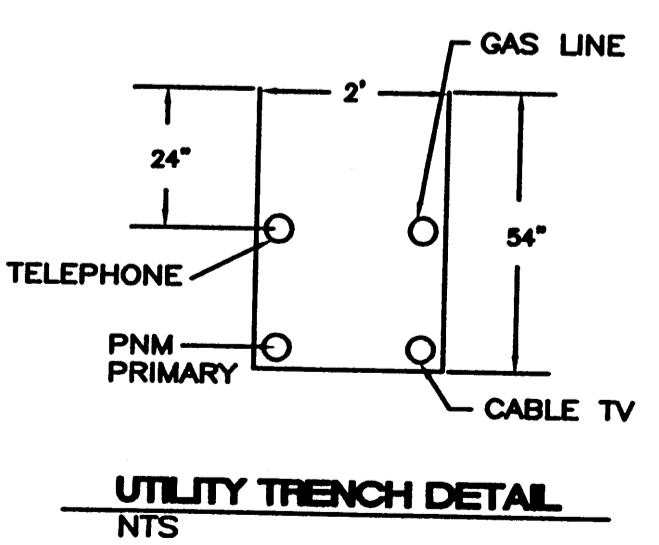 GAS LINE
2'
24"
54"
TELEPHONE
PNM
PRIMARY
CABLE TV
UTILITY TRENCH DETAIL
NTS